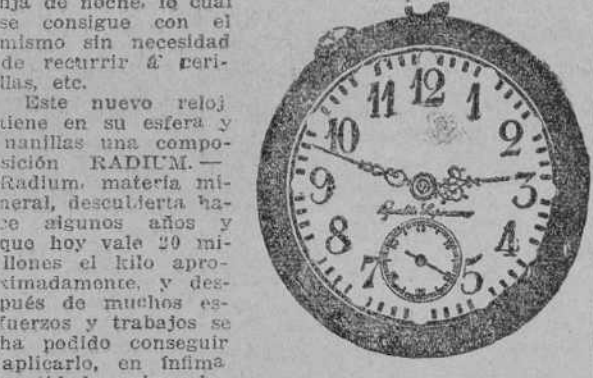 nja de noche, lo cual
se consigue con el
mismo sin necesidad
de recurrir á ceri-
llas, etc.
Este nuevo reloj
tiene en su esfera y
manillas una compo-
sición RADIUM.—
Radium, materia mi-
neral, descubierta ha-
ce algunos años y
que hoy vale 20 mi-
llones el kilo apro-
ximadamente, y des-
pués de muchos es-
fuerzos y trabajos se
ha podido conseguir
aplicarlo, en ínfima
11 12 1
10 2
9 3
8 4
7 5